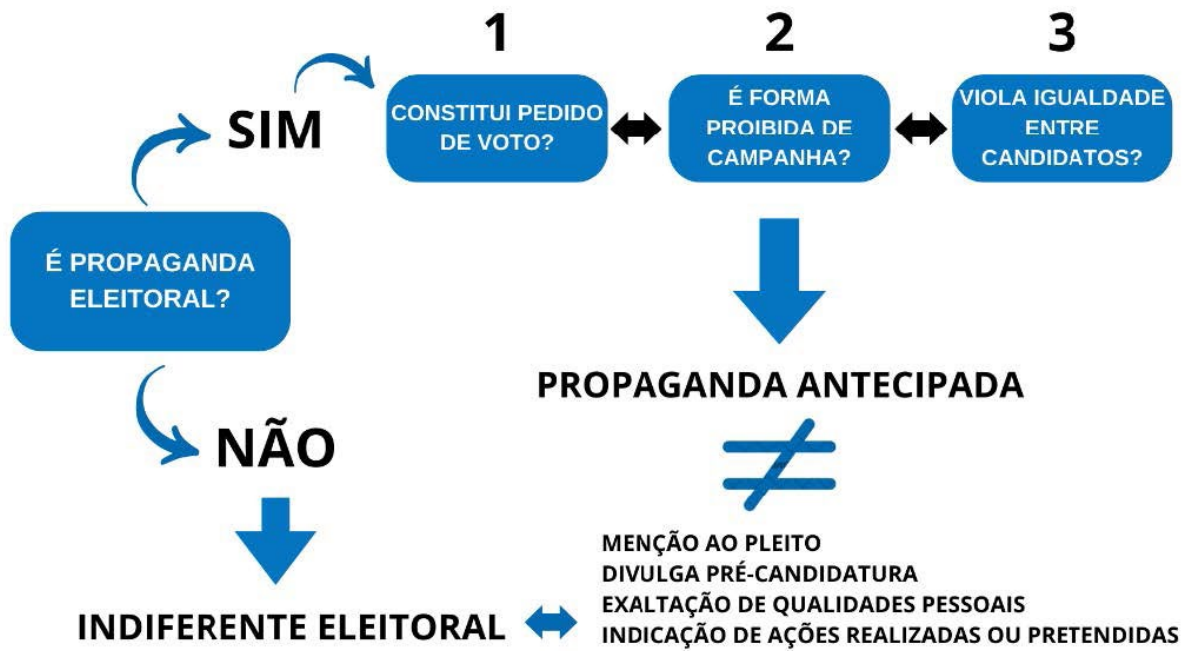 1
2
3
SIM
CONSTITUI PEDIDO
DE VOTO?
É FORMA
PROIBIDA DE
CAMPANHA?
VIOLA IGUALDADE
ENTRE
CANDIDATOS?
É PROPAGANDA
ELEITORAL?
PROPAGANDA ANTECIPADA
≠
NÃO
MENÇÃO AO PLEITO
DIVULGA PRÉ-CANDIDATURA
EXALTAÇÃO DE QUALIDADES PESSOAIS
INDICAÇÃO DE AÇÕES REALIZADAS OU PRETENDIDAS
INDIFERENTE ELEITORAL